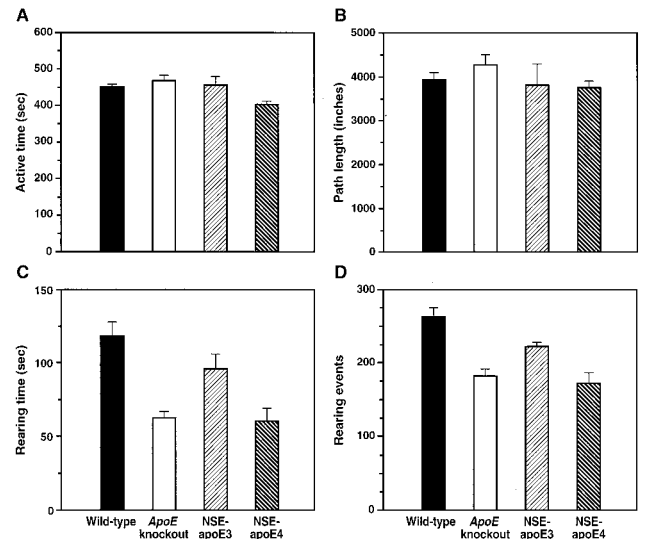 A
600
500
400
300
200
100
0
Active time (sec)
B
5000
4000
3000
2000
1000
0
Path length (inches)
C
150
100
50
0
Rearing time (sec)
Wild-type
ApoE
knockout
NSE-
apoE3
NSE-
apoE4
D
300
200
100
0
Rearing events
Wild-type
ApoE
knockout
NSE-
apoE3
NSE-
apoE4